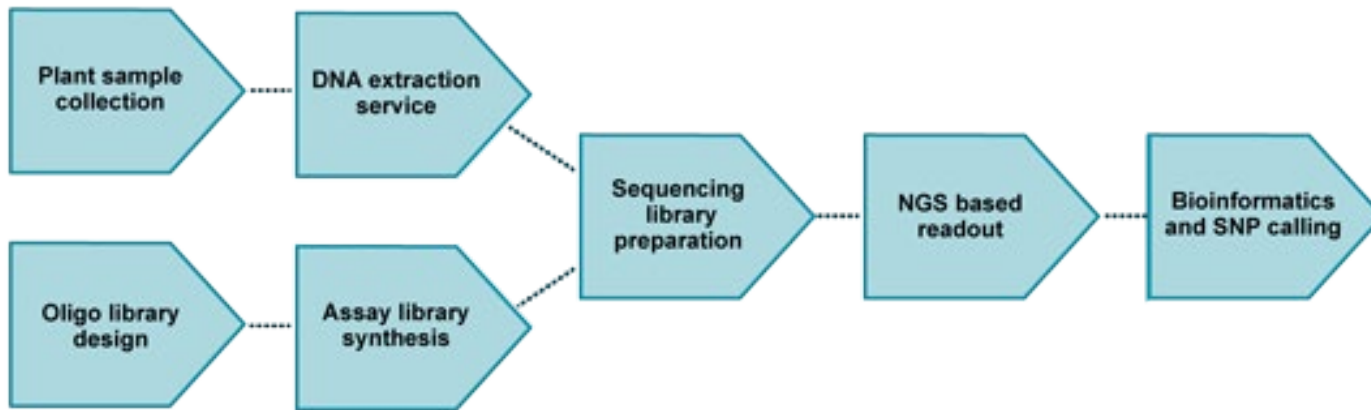 Plant sample
collection
DNA extraction
service
Oligo library
design
Assay library
synthesis
Sequencing
library
preparation
NGS based
readout
Bioinformatics
and SNP calling